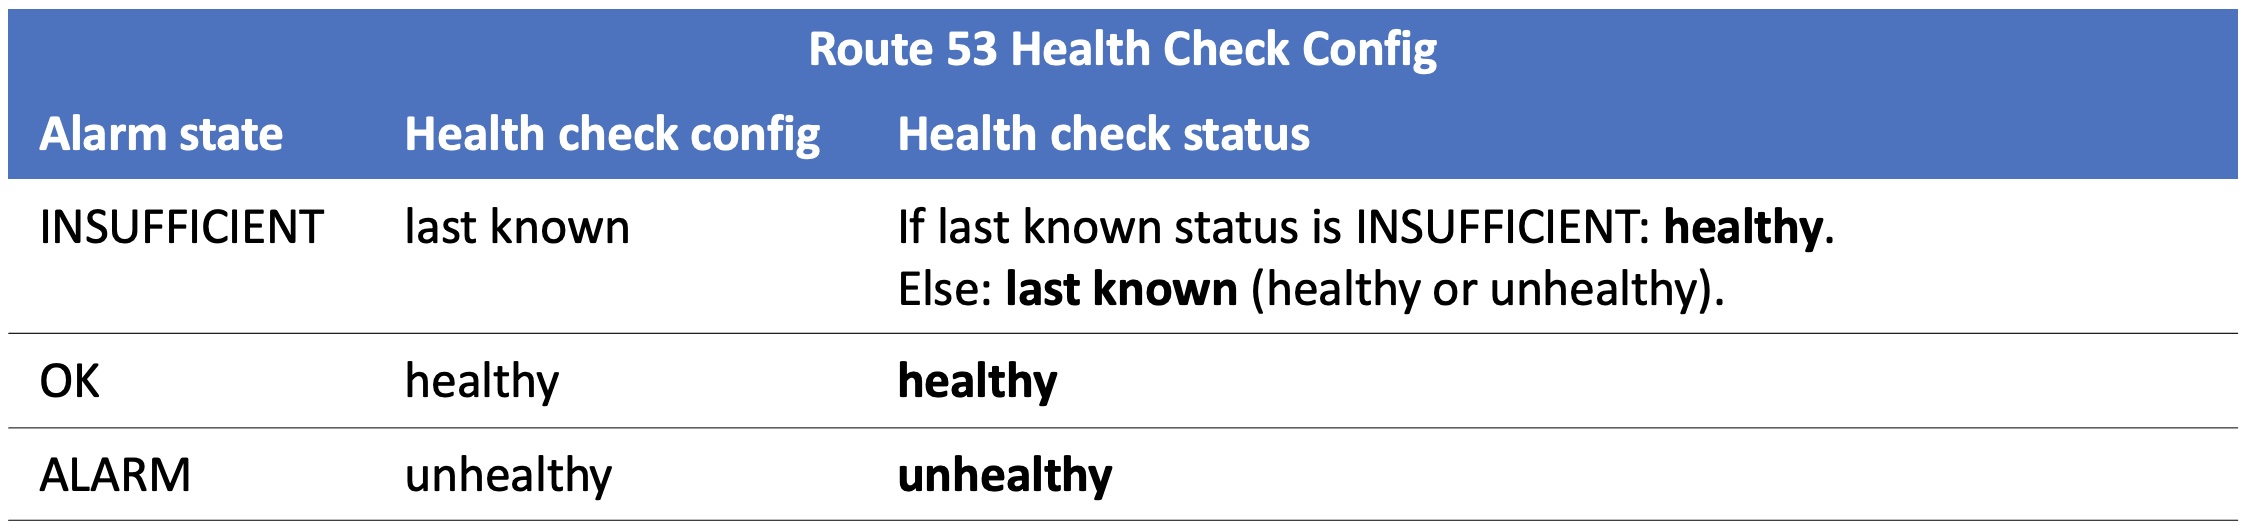 Route 53 Health Check Config
Alarm state Health check config Health check status
INSUFFICIENT last known If last known status is INSUFFICIENT: healthy.
Else: last known (healthy or unhealthy).
OK healthy healthy
ALARM unhealthy unhealthy